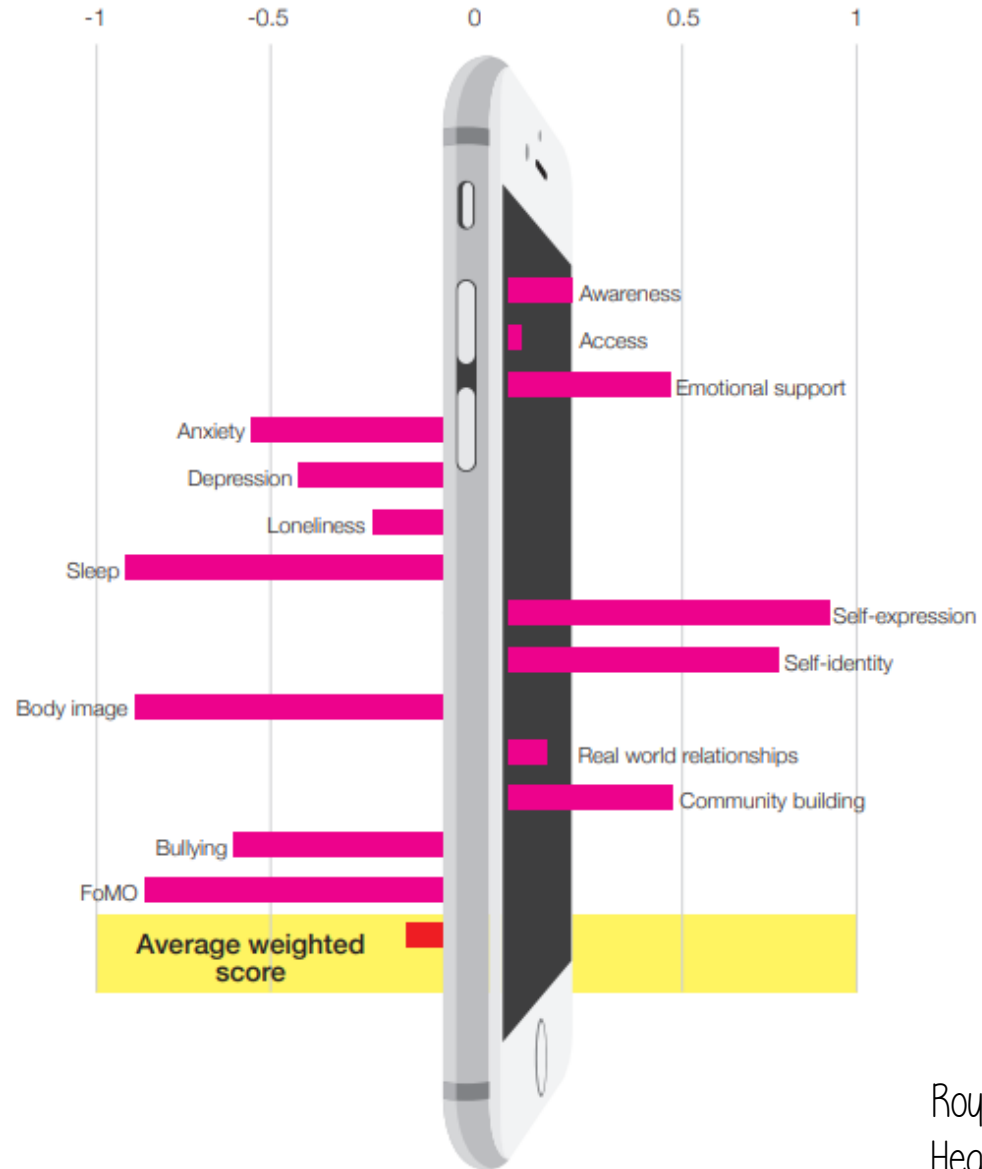 -1 -0.5 0 0.5 1
Awareness
Access
Emotional support
Anxiety
Depression
Loneliness
Sleep
Self-expression
Self-identity
Body image
Real world relationships
Community building
Bullying
FoMO
Average weighted
score
Roy
Hea